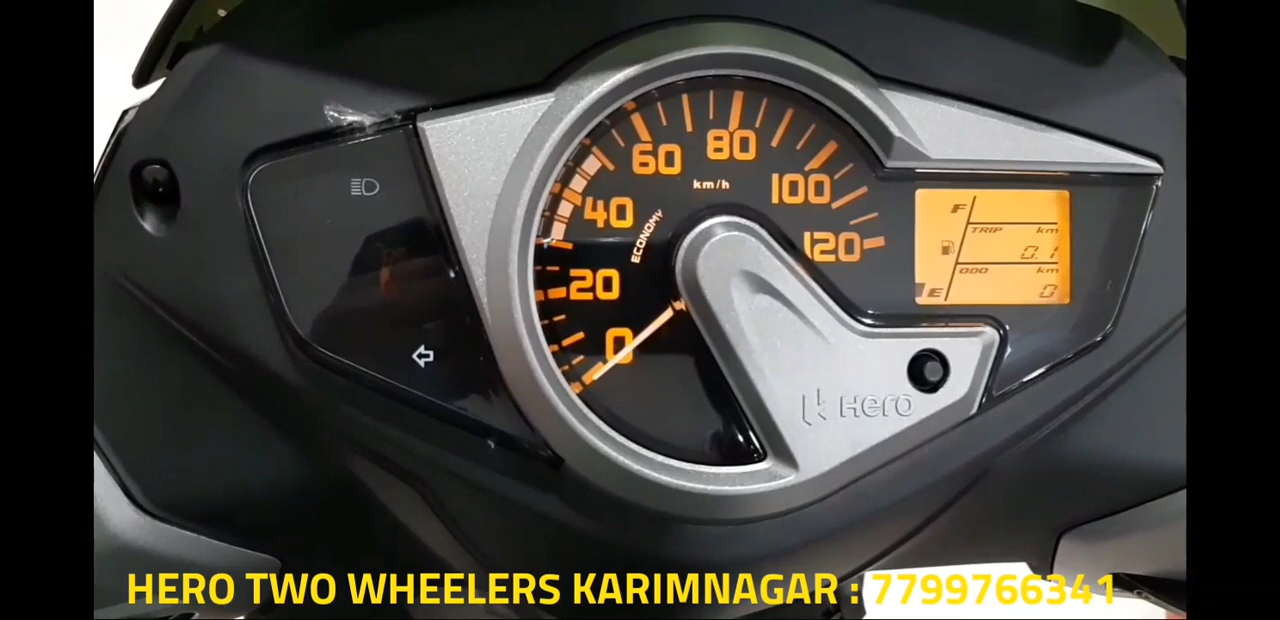 60
80
km/h
100
40
ECONOMY
120
20
0
F
TRIP km
0.1
ODO km
E 0
Hero
HERO TWO WHEELERS KARIMNAGAR : 7799766341